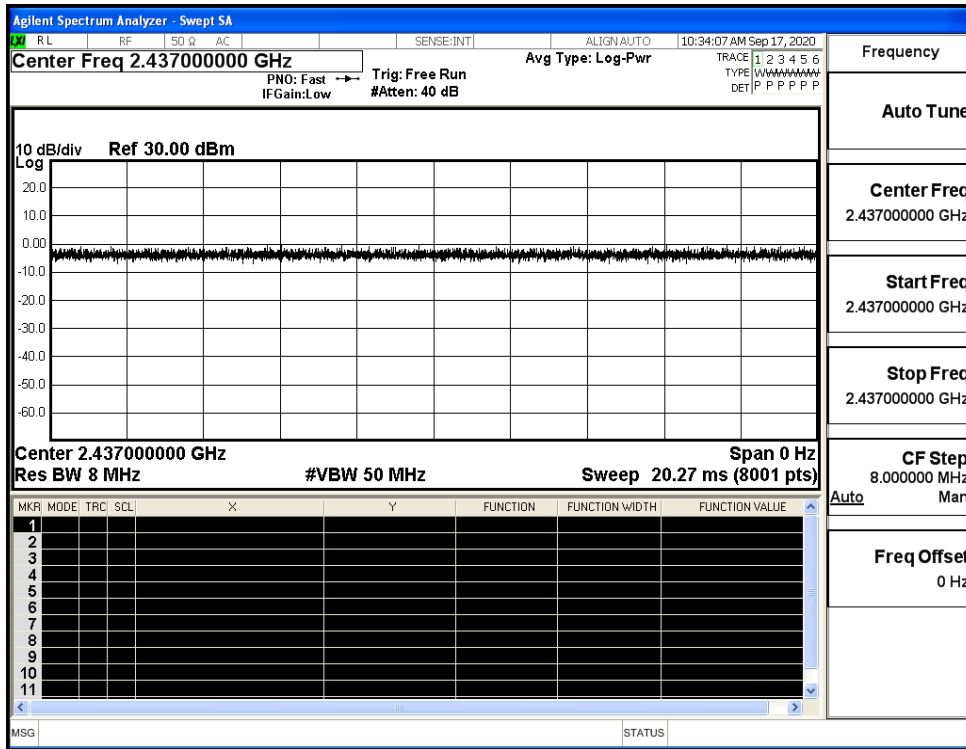 Agilent Spectrum Analyzer - Swept SA
LXI RL RF 50 Ω AC SENSE:INT ALIGN AUTO 10:34:07 AM Sep 17, 2020
Center Freq 2.437000000 GHz
PNO: Fast
IFGain:Low
Trig: Free Run
#Atten: 40 dB
Avg Type: Log-Pwr
TRACE 1 2 3 4 5 6
TYPE
DET P P P P P P
10 dB/div Ref 30.00 dBm
Log
20.0
10.0
0.00
-10.0
-20.0
-30.0
-40.0
-50.0
-60.0
Center 2.437000000 GHz Span 0 Hz
Res BW 8 MHz #VBW 50 MHz Sweep 20.27 ms (8001 pts)
MKR MODE TRC SCL X Y FUNCTION FUNCTION WIDTH FUNCTION VALUE
1
2
3
4
5
6
7
8
9
10
11
MSG STATUS
Frequency
Auto Tune
Center Freq
2.437000000 GHz
Start Freq
2.437000000 GHz
Stop Freq
2.437000000 GHz
CF Step
8.000000 MHz
Auto Man
Freq Offset
0 Hz